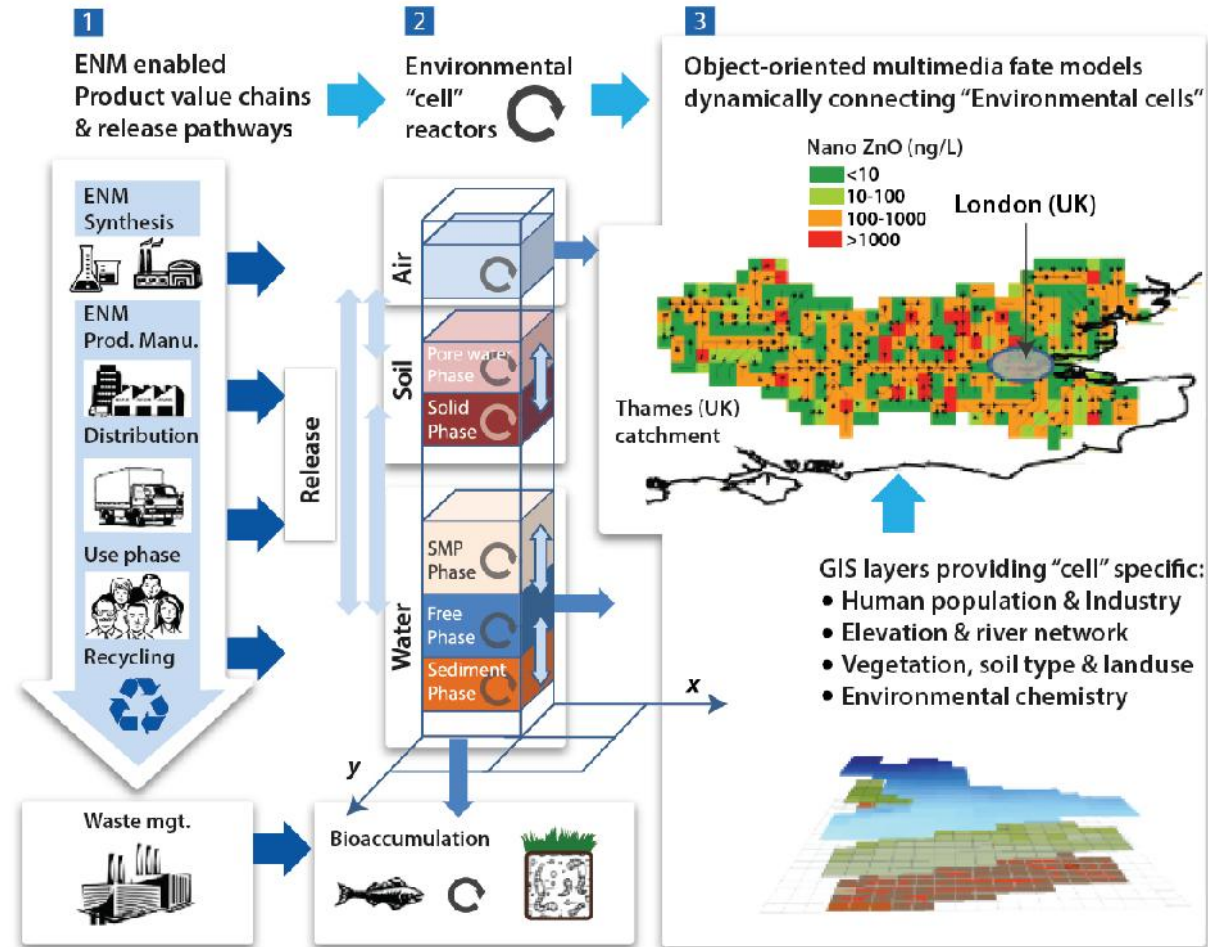 1
ENM enabled
Product value chains
& release pathways
ENM
Synthesis
ENM
Prod. Manu.
Distribution
Use phase
Recycling
Waste mgt.
Release
2
Environmental
“cell”
reactors
Air
Soil
Pore water
Phase
Solid
Phase
Water
SMP
Phase
Free
Phase
Sediment
Phase
x
y
Bioaccumulation
3
Object-oriented multimedia fate models
dynamically connecting “Environmental cells”
Nano ZnO (ng/L)
<10
10-100
100-1000
>1000
London (UK)
Thames (UK)
catchment
GIS layers providing “cell” specific:
• Human population & Industry
• Elevation & river network
• Vegetation, soil type & landuse
• Environmental chemistry